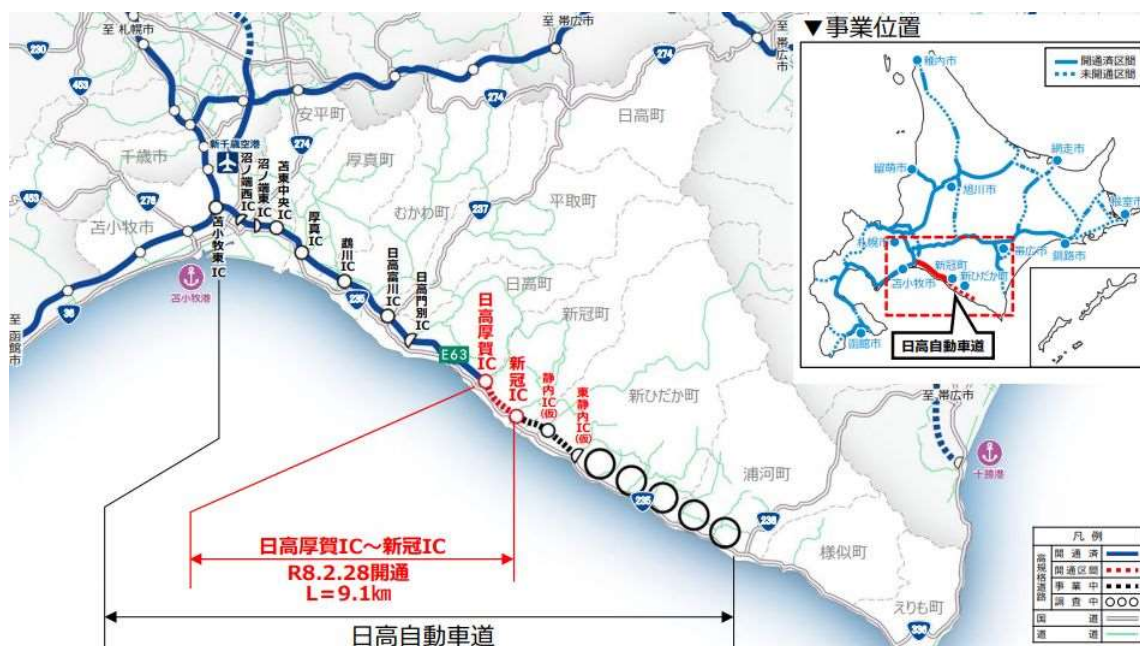 至 札幌市
至 帯広市
至 帯広市
230
274
274
453
安平町
日高町
274
千歳市
新千歳空港
沼ノ端西IC
沼ノ端東IC
苫東中央IC
厚真町
453
276
むかわ町
237
平取町
厚真IC
苫小牧市
苫小牧東IC
鵡川IC
日高富川IC
日高門別IC
苫小牧港
235
日高町
新冠町
36
至 函館市
E63
日高厚賀IC
新冠IC
静内IC(仮)
東静内IC(仮)
新ひだか町
至 帯広市
浦河町
十勝港
235
236
様似町
えりも町
336
日高厚賀IC～新冠IC
R8.2.28開通
L=9.1㎞
日高自動車道
▼事業位置
開通済区間
未開通区間
稚内市
留萌市
旭川市
網走市
根室市
札幌市
帯広市
釧路市
新冠町
新ひだか町
苫小牧市
函館市
日高自動車道
凡例
高規格道路
開通済
開通区間
事業中
調査中
国道
道道